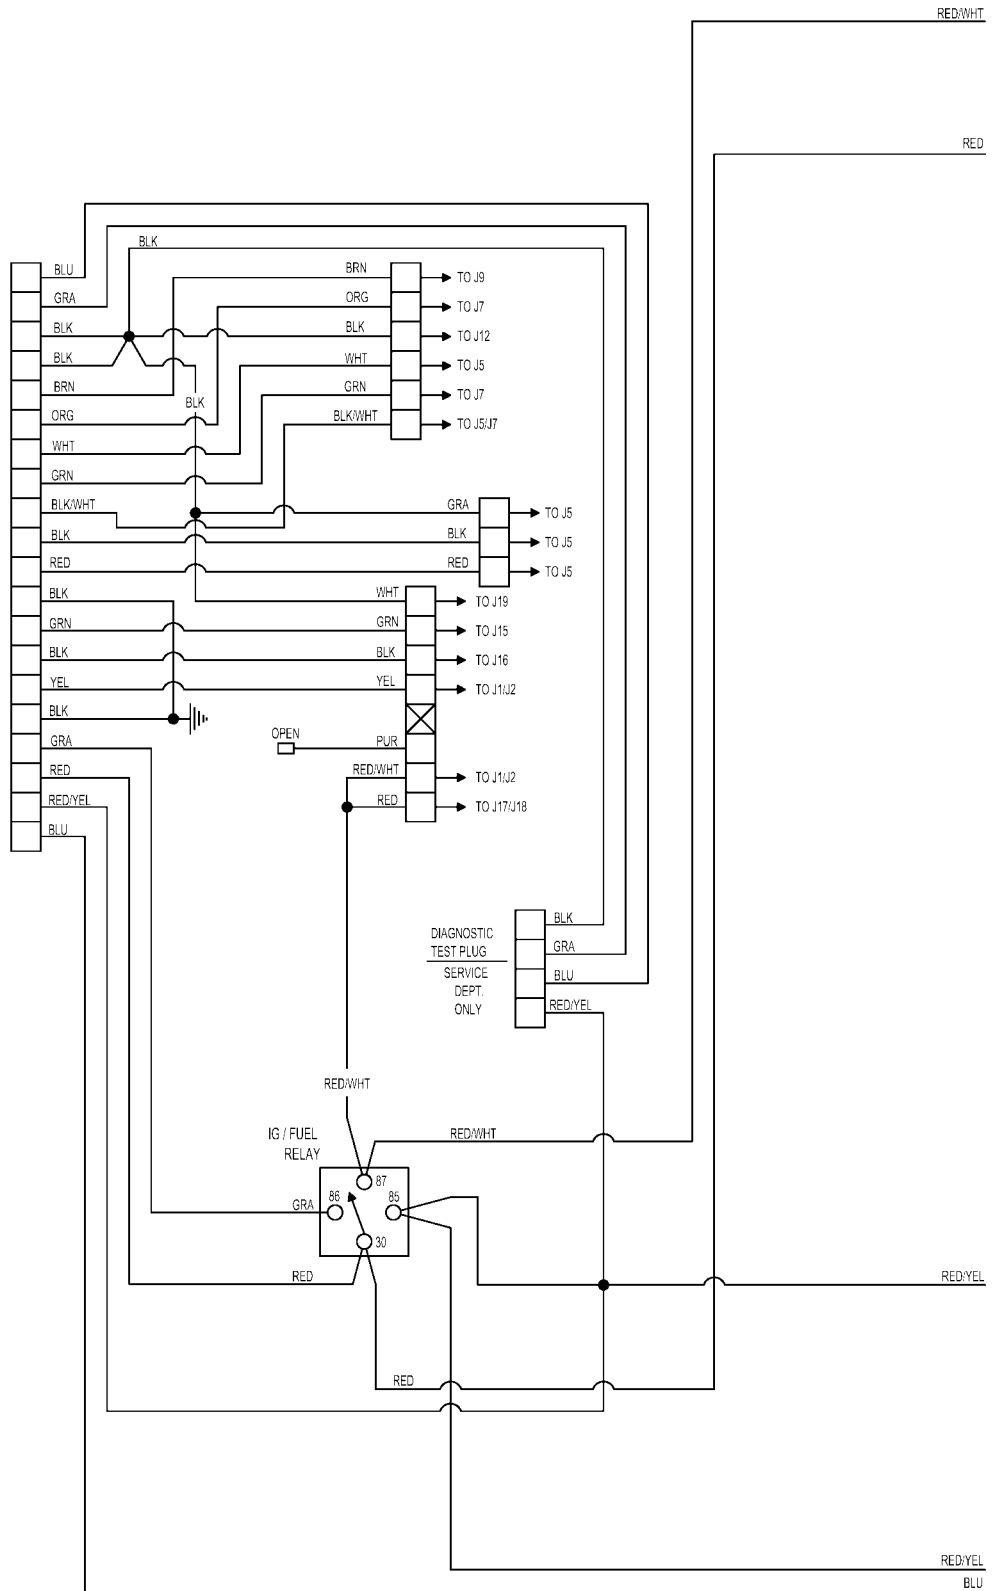 RED/WHT
RED
BLK
BLU
BRN
TO J9
GRA
ORG
TO J7
BLK
BLK
TO J12
BLK
WHT
TO J5
BRN
GRN
TO J7
BLK
ORG
BLK/WHT
TO J5/J7
WHT
GRN
BLK/WHT
GRA
TO J5
BLK
BLK
TO J5
RED
RED
TO J5
BLK
WHT
TO J19
GRN
GRN
TO J15
BLK
BLK
TO J16
YEL
YEL
TO J1/J2
BLK
OPEN
GRA
PUR
RED
RED/WHT
TO J1/J2
RED/YEL
RED
TO J17/J18
BLU
BLK
DIAGNOSTIC
TEST PLUG
GRA
SERVICE
DEPT.
ONLY
BLU
RED/YEL
RED/WHT
IG / FUEL
RELAY
RED/WHT
87
86
85
GRA
30
RED
RED/YEL
RED
RED/YEL
BLU